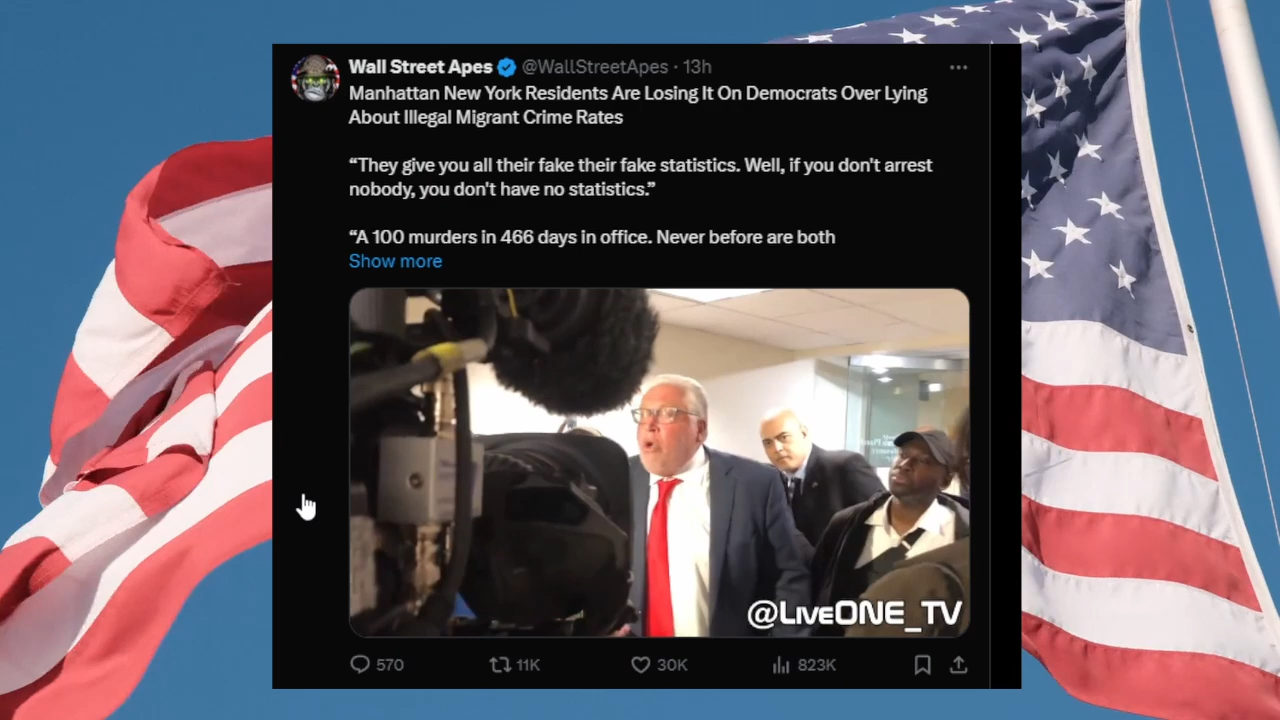 Wall Street Apes @WallStreetApes · 13h
Manhattan New York Residents Are Losing It On Democrats Over Lying
About Illegal Migrant Crime Rates
“They give you all their fake their fake statistics. Well, if you don't arrest
nobody, you don't have no statistics.”
“A 100 murders in 466 days in office. Never before are both
Show more
@LiveONE_TV
570 11K 30K 823K